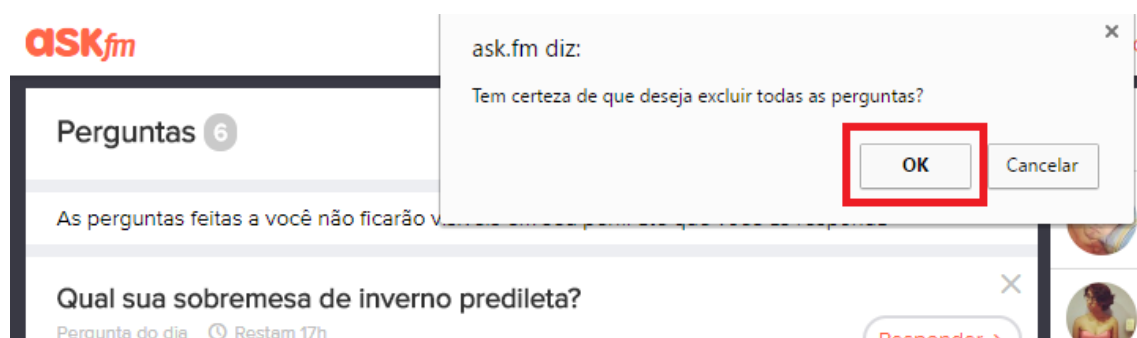 ASKfm
ask.fm diz:
Tem certeza de que deseja excluir todas as perguntas?
OK
Cancelar
Perguntas 6
As perguntas feitas a você não ficarão
Qual sua sobremesa de inverno predileta?
Pergunta do dia Restam 17h
Responder >